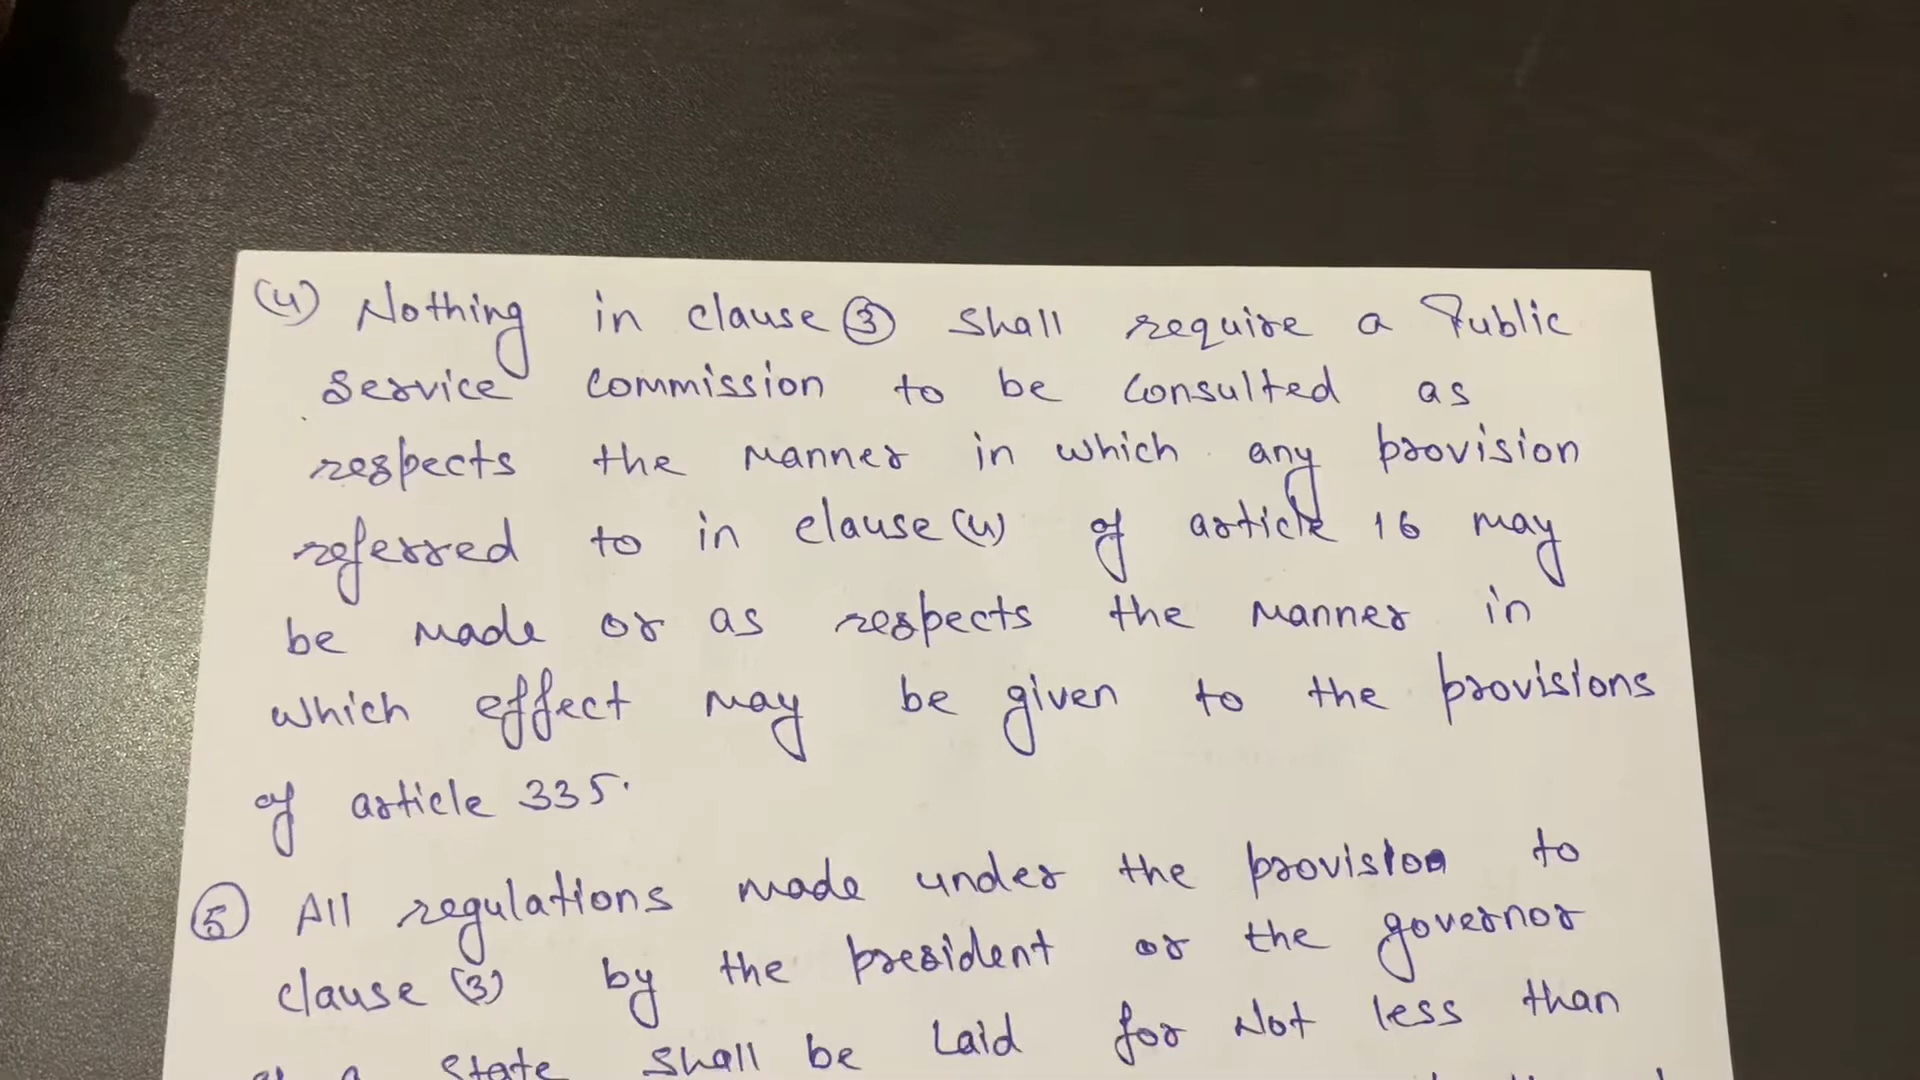 (4) Nothing in clause ③ shall require a Public
Service Commission to be Consulted as
respects the manner in which any provision
referred to in clause (4) of article 16 may
be made or as respects the manner in
which effect may be given to the provisions
of article 335.
⑤ All regulations made under the provision to
clause (3) by the president or the governor
of a state shall be Laid for Not less than